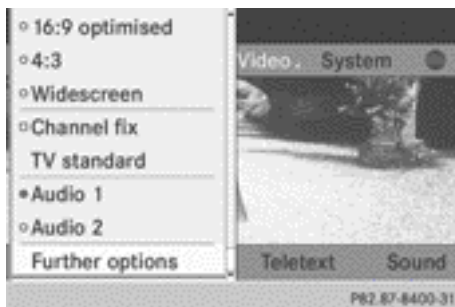 16:9 optimised
4:3
Widescreen
Channel fix
TV standard
Audio 1
Audio 2
Further options
Video System
Teletext Sound
P82.87-8400-31